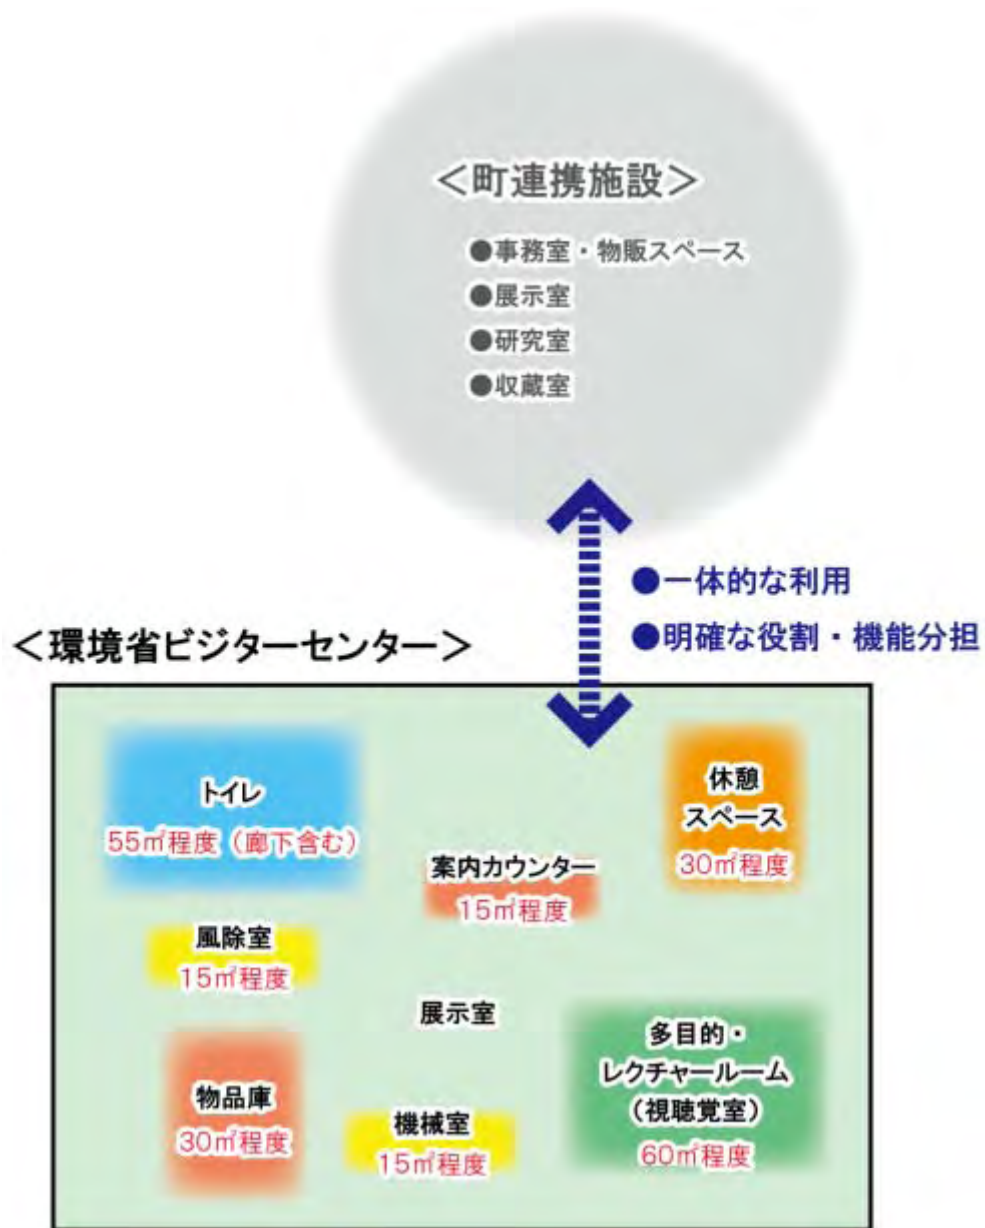 ＜町連携施設＞
●事務室・物販スペース
●展示室
●研究室
●収蔵室
●一体的な利用
●明確な役割・機能分担
＜環境省ビジターセンター＞
トイレ
55㎡程度（廊下含む）
休憩
スペース
30㎡程度
案内カウンター
15㎡程度
風除室
15㎡程度
展示室
多目的・
レクチャールーム
（視聴覚室）
60㎡程度
物品庫
30㎡程度
機械室
15㎡程度